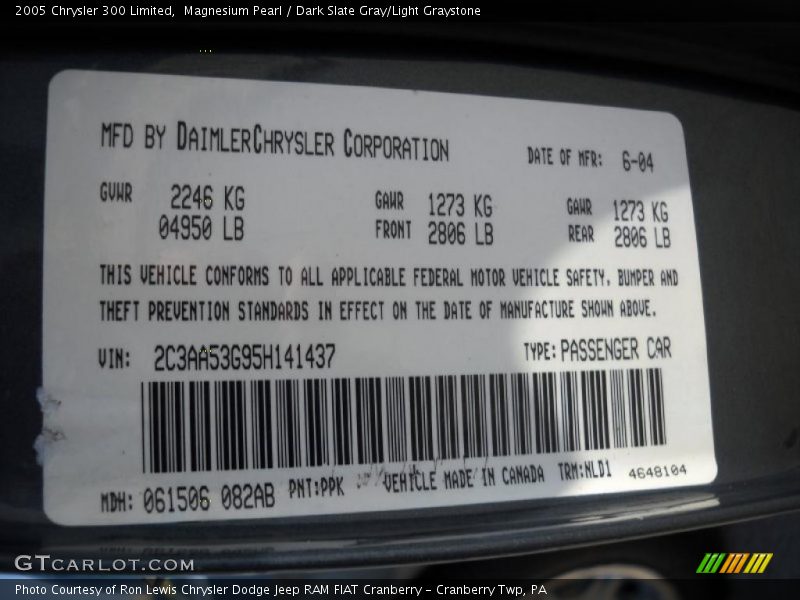 2005 Chrysler 300 Limited,  Magnesium Pearl / Dark Slate Gray/Light Graystone
MFD BY DAIMLERCHRYSLER CORPORATION
DATE OF MFR: 6-04
GVWR 2246 KG
04950 LB
GAWR 1273 KG
FRONT 2806 LB
GAWR 1273 KG
REAR 2806 LB
THIS VEHICLE CONFORMS TO ALL APPLICABLE FEDERAL MOTOR VEHICLE SAFETY, BUMPER AND
THEFT PREVENTION STANDARDS IN EFFECT ON THE DATE OF MANUFACTURE SHOWN ABOVE.
VIN: 2C3AA53G95H141437
TYPE: PASSENGER CAR
MDH: 061506 082AB PNT:PPK VEHICLE MADE IN CANADA TRM:NLD1 4648104
GTCARLOT.COM
Photo Courtesy of Ron Lewis Chrysler Dodge Jeep RAM FIAT Cranberry – Cranberry Twp, PA